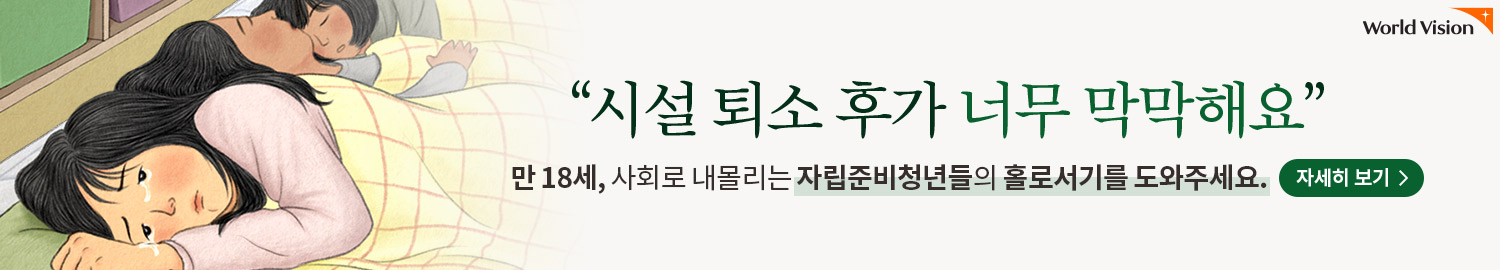 World Vision
“시설 퇴소 후가 너무 막막해요”
만 18세, 사회로 내몰리는 자립준비청년들의 홀로서기를 도와주세요.
자세히 보기